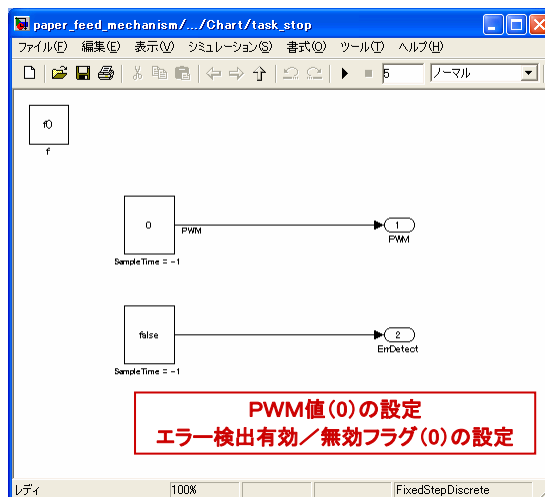 paper_feed_mechanism/.../Chart/task_stop
ファイル(F) 編集(E) 表示(V) シミュレーション(S) 書式(O) ツール(T) ヘルプ(H)
5 ノーマル
f()
f
0
PWM
1
PWM
SampleTime = -1
false
2
ErrDetect
SampleTime = -1
PWM値(0)の設定
エラー検出有効/無効フラグ(0)の設定
レディ 100% FixedStepDiscrete